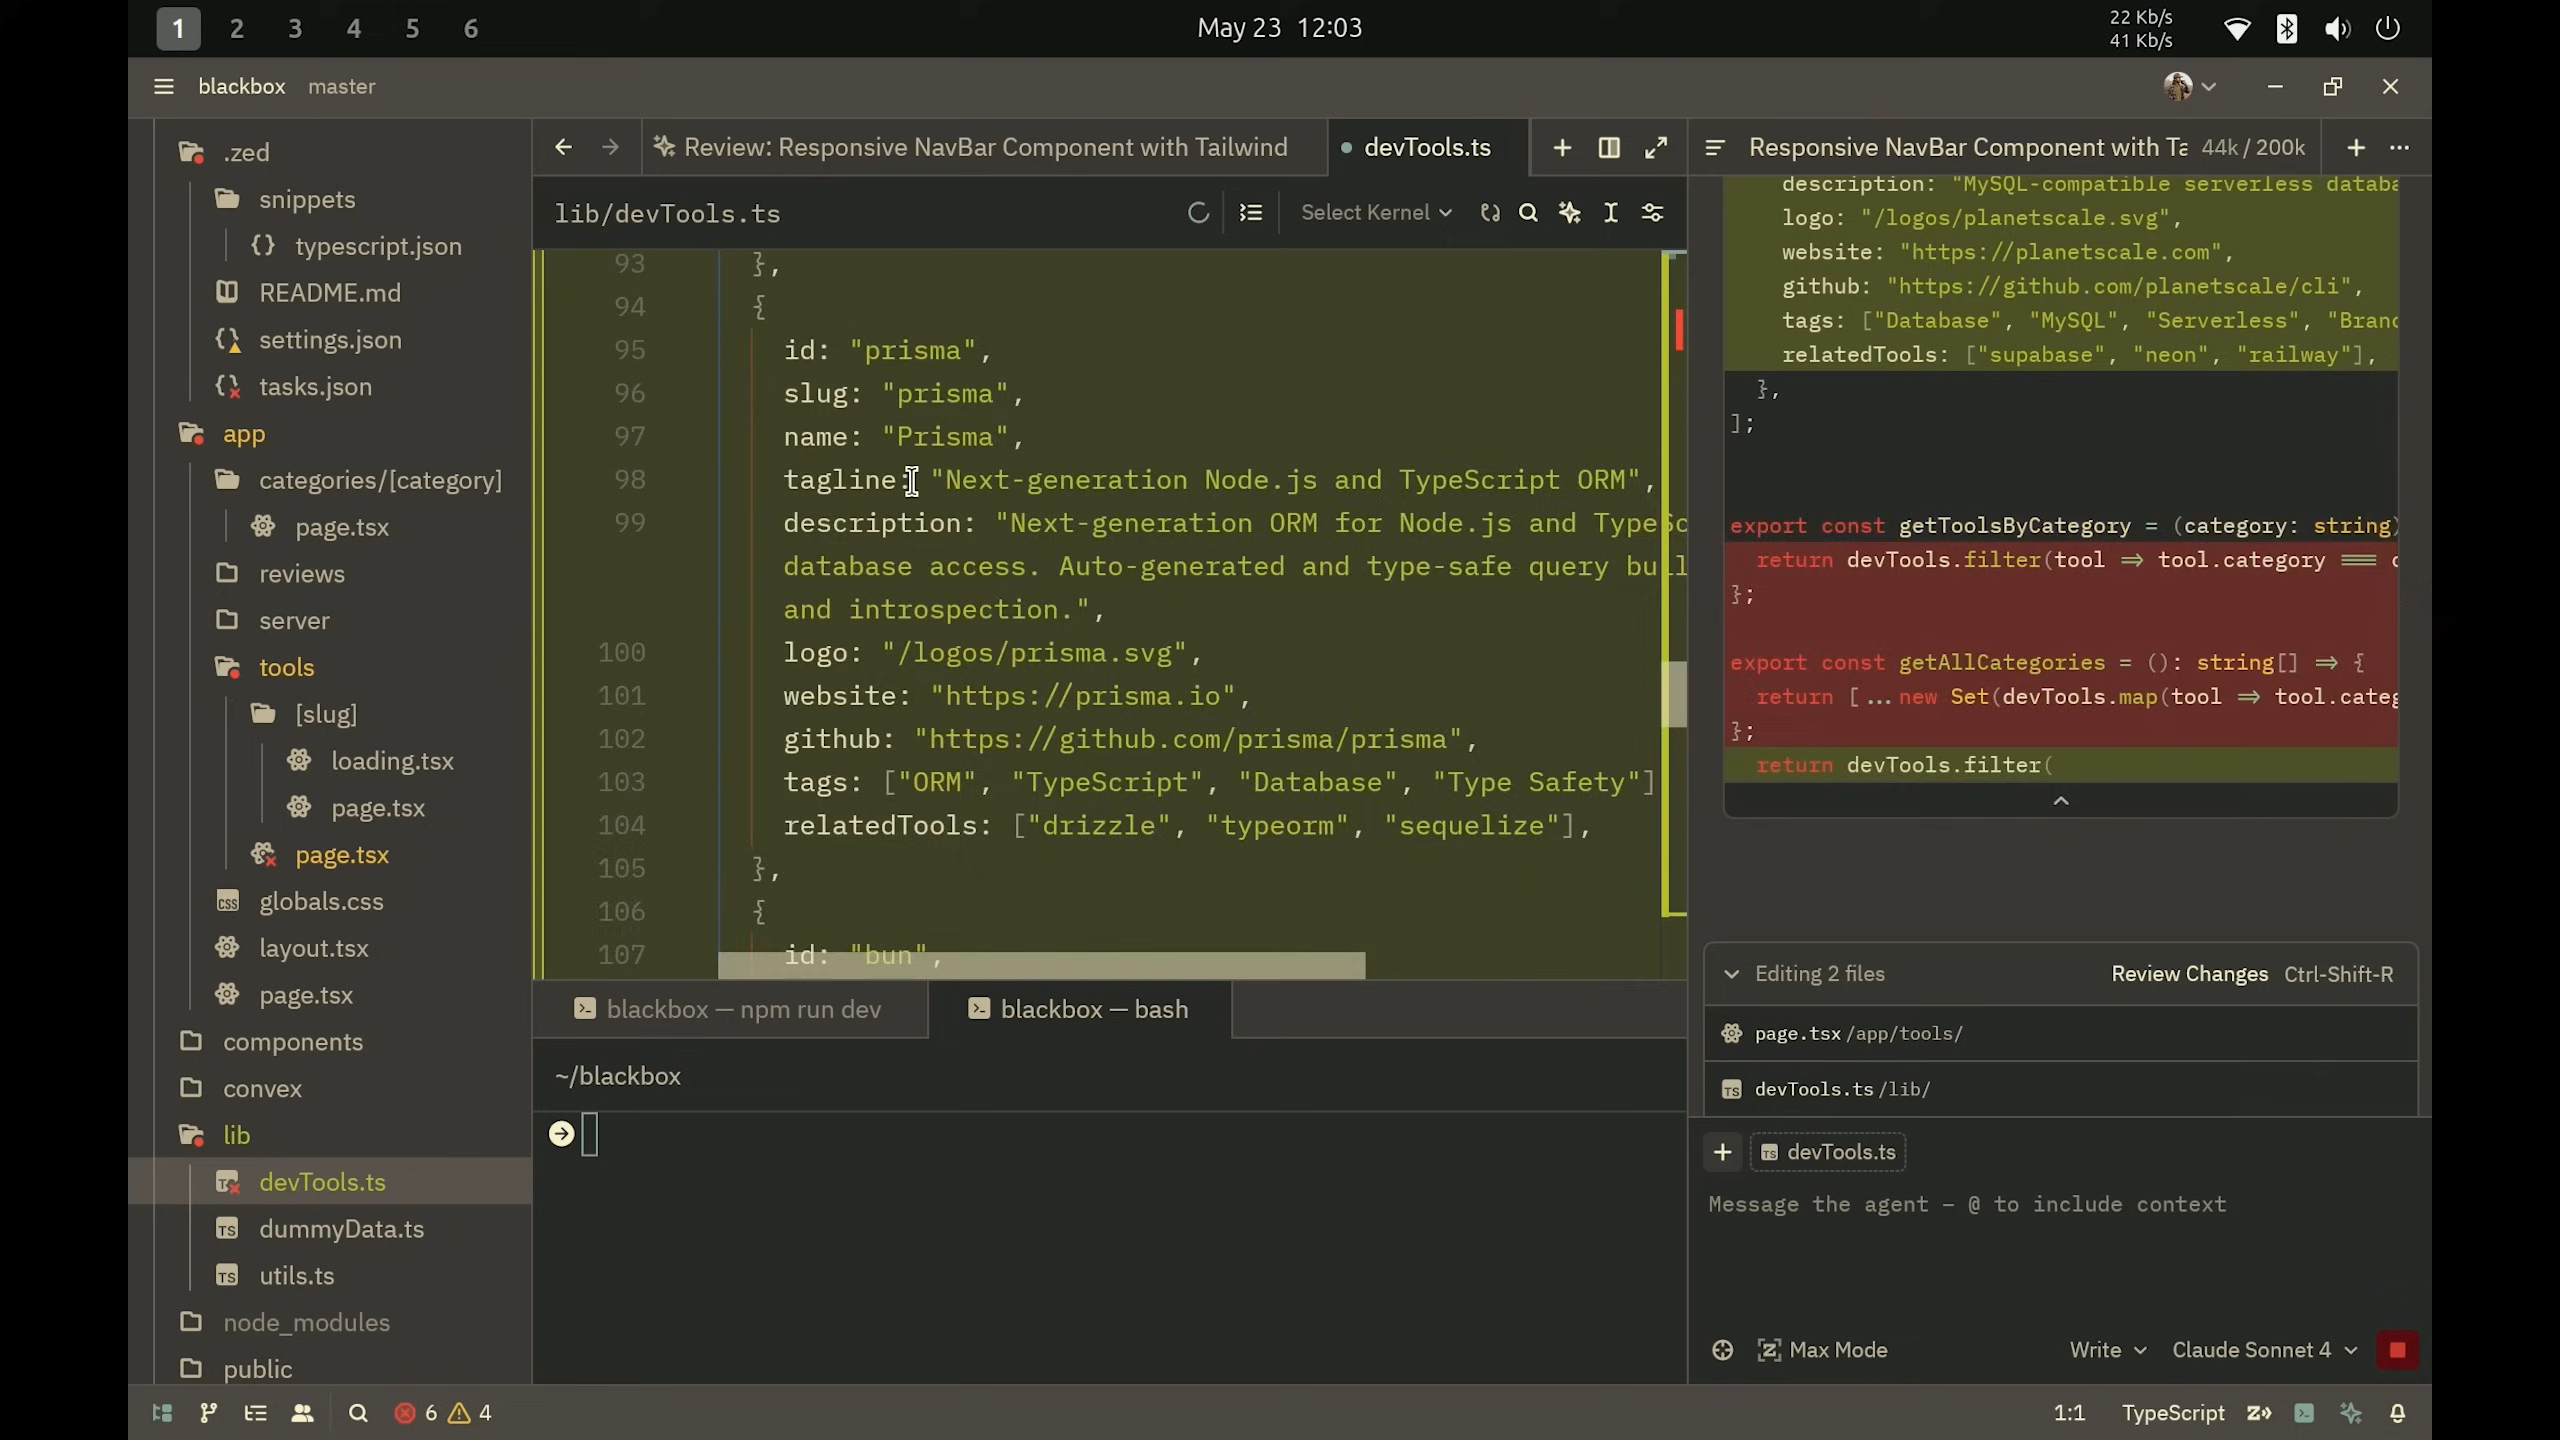 1 2 3 4 5 6
May 23 12:03
22 Kb/s
41 Kb/s
blackbox master
.zed
snippets
typescript.json
README.md
settings.json
tasks.json
app
categories/[category]
page.tsx
reviews
server
tools
[slug]
loading.tsx
page.tsx
page.tsx
globals.css
layout.tsx
page.tsx
components
convex
lib
devTools.ts
dummyData.ts
utils.ts
node_modules
public
Review: Responsive NavBar Component with Tailwind
devTools.ts
lib/devTools.ts
Select Kernel
93 },
94 {
95 id: "prisma",
96 slug: "prisma",
97 name: "Prisma",
98 tagline: "Next-generation Node.js and TypeScript ORM",
99 description: "Next-generation ORM for Node.js and TypeSc
database access. Auto-generated and type-safe query buil
and introspection.",
100 logo: "/logos/prisma.svg",
101 website: "https://prisma.io",
102 github: "https://github.com/prisma/prisma",
103 tags: ["ORM", "TypeScript", "Database", "Type Safety"]
104 relatedTools: ["drizzle", "typeorm", "sequelize"],
105 },
106 {
107 id: "bun",
blackbox — npm run dev
blackbox — bash
~/blackbox
Responsive NavBar Component with Ta 44k / 200k
description: "MySQL-compatible serverless databa
logo: "/logos/planetscale.svg",
website: "https://planetscale.com",
github: "https://github.com/planetscale/cli",
tags: ["Database", "MySQL", "Serverless", "Branc
relatedTools: ["supabase", "neon", "railway"],
},
];
export const getToolsByCategory = (category: string)
return devTools.filter(tool => tool.category === c
};
export const getAllCategories = (): string[] => {
return [...new Set(devTools.map(tool => tool.categ
};
return devTools.filter(
Editing 2 files Review Changes Ctrl-Shift-R
page.tsx /app/tools/
devTools.ts /lib/
devTools.ts
Message the agent – @ to include context
Max Mode Write Claude Sonnet 4
6 4
1:1 TypeScript